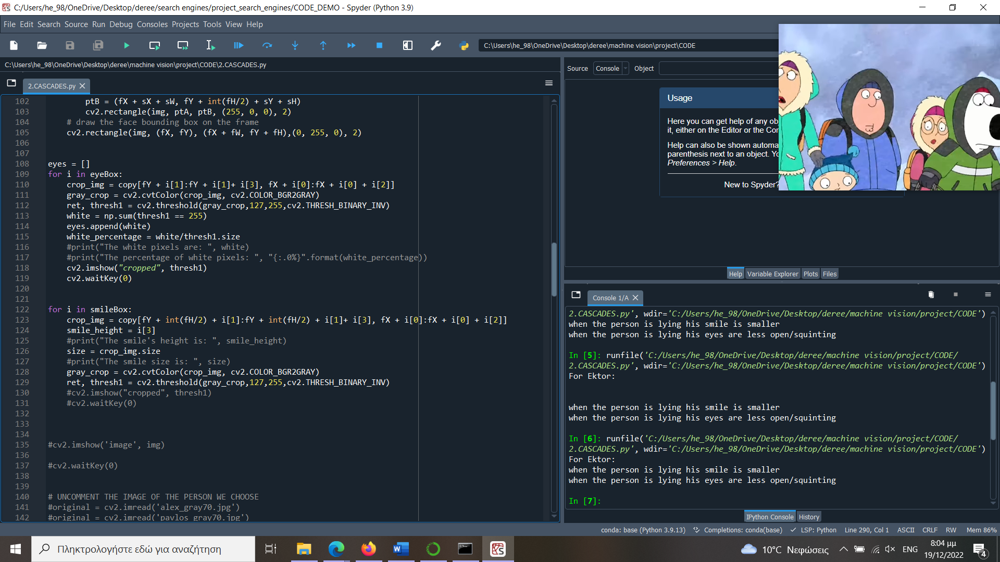 C:/Users/he_98/OneDrive/Desktop/deree/search engines/project_search_engines/CODE_DEMO - Spyder (Python 3.9)
File Edit Search Source Run Debug Consoles Projects Tools View Help
C:\Users\he_98\OneDrive\Desktop\deree\machine vision\project\CODE
C:\Users\he_98\OneDrive\Desktop\deree\machine vision\project\CODE\2.CASCADES.py
2.CASCADES.py
102 ptB = (fX + sX + sW, fY + int(fH/2) + sY + sH)
103 cv2.rectangle(img, ptA, ptB, (255, 0, 0), 2)
104 # draw the face bounding box on the frame
105 cv2.rectangle(img, (fX, fY), (fX + fW, fY + fH),(0, 255, 0), 2)
106
107
108 eyes = []
109 for i in eyeBox:
110 crop_img = copy[fY + i[1]:fY + i[1]+ i[3], fX + i[0]:fX + i[0] + i[2]]
111 gray_crop = cv2.cvtColor(crop_img, cv2.COLOR_BGR2GRAY)
112 ret, thresh1 = cv2.threshold(gray_crop,127,255,cv2.THRESH_BINARY_INV)
113 white = np.sum(thresh1 == 255)
114 eyes.append(white)
115 white_percentage = white/thresh1.size
116 #print("The white pixels are: ", white)
117 #print("The percentage of white pixels: ", "{:.0%}".format(white_percentage))
118 cv2.imshow("cropped", thresh1)
119 cv2.waitKey(0)
120
121
122 for i in smileBox:
123 crop_img = copy[fY + int(fH/2) + i[1]:fY + int(fH/2) + i[1]+ i[3], fX + i[0]:fX + i[0] + i[2]]
124 smile_height = i[3]
125 #print("The smile's height is: ", smile_height)
126 size = crop_img.size
127 #print("The smile size is: ", size)
128 gray_crop = cv2.cvtColor(crop_img, cv2.COLOR_BGR2GRAY)
129 ret, thresh1 = cv2.threshold(gray_crop,127,255,cv2.THRESH_BINARY_INV)
130 #cv2.imshow("cropped", thresh1)
131 #cv2.waitKey(0)
132
133
134
135 #cv2.imshow('image', img)
136
137 #cv2.waitKey(0)
138
139
140 # UNCOMMENT THE IMAGE OF THE PERSON WE CHOOSE
141 #original = cv2.imread('alex_gray70.jpg')
142 #original = cv2.imread('pavlos_gray70.jpg')
Source Console Object
Usage
Here you can get help of any obj
it, either on the Editor or the Con
Help can also be shown automa
parenthesis next to an object. Yo
Preferences > Help.
New to Spyder?
Help Variable Explorer Plots Files
Console 1/A
2.CASCADES.py', wdir='C:/Users/he_98/OneDrive/Desktop/deree/machine vision/project/CODE')
when the person is lying his smile is smaller
when the person is lying his eyes are less open/squinting
In [5]: runfile('C:/Users/he_98/OneDrive/Desktop/deree/machine vision/project/CODE/
2.CASCADES.py', wdir='C:/Users/he_98/OneDrive/Desktop/deree/machine vision/project/CODE')
For Ektor:
when the person is lying his smile is smaller
when the person is lying his eyes are less open/squinting
In [6]: runfile('C:/Users/he_98/OneDrive/Desktop/deree/machine vision/project/CODE/
2.CASCADES.py', wdir='C:/Users/he_98/OneDrive/Desktop/deree/machine vision/project/CODE')
For Ektor:
when the person is lying his smile is smaller
when the person is lying his eyes are less open/squinting
In [7]:
IPython Console History
conda: base (Python 3.9.13) Completions: conda(base) LSP: Python Line 290, Col 1 ASCII CRLF RW Mem 86%
Πληκτρολογήστε εδώ για αναζήτηση
10°C Νεφώσεις ENG
8:04 μμ
19/12/2022
4